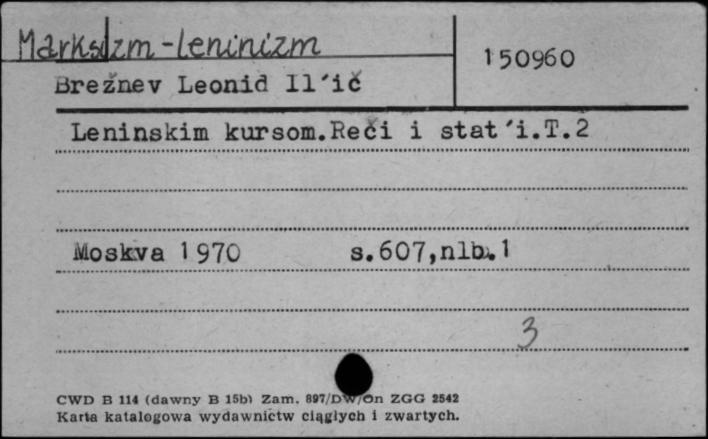 Marksizm-leninizm
150960
Brežnev Leonid Il´ič
Leninskim kursom.Reči i stat´i.T.2
Moskva 1970 s.607,nlb.1
3
CWD B 114 (dawny B 15b) Zam. 897/DW/On ZGG 2542
Karta katalogowa wydawnictw ciągłych i zwartych.